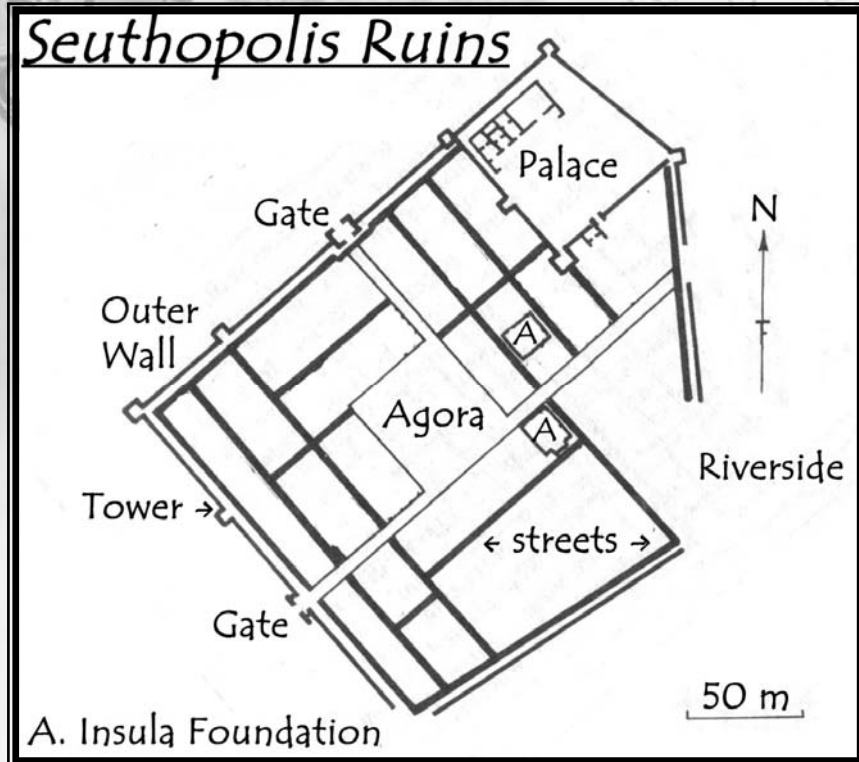 Seuthopolis Ruins
Palace
Gate
N
Outer
Wall
A
Agora
A
Riverside
Tower →
← streets →
Gate
50 m
A. Insula Foundation